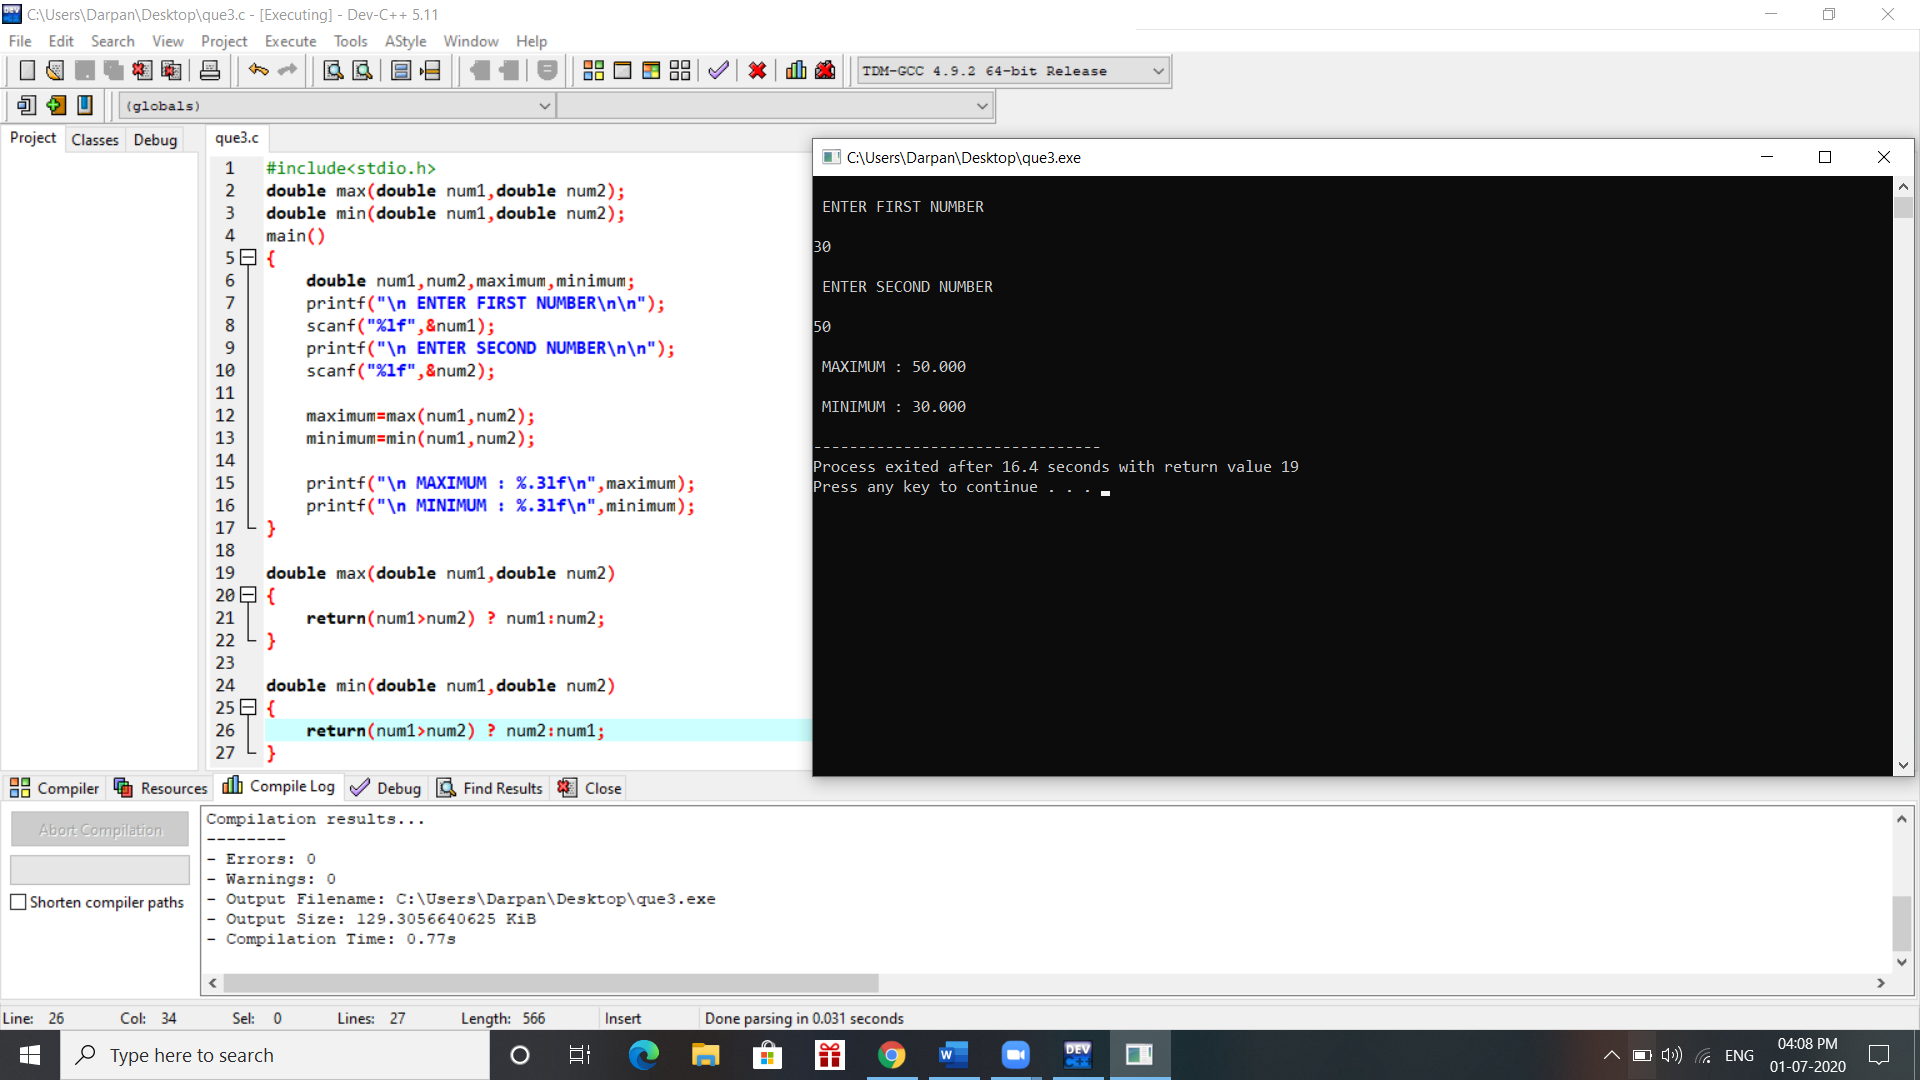 C:\Users\Darpan\Desktop\que3.c - [Executing] - Dev-C++ 5.11
File Edit Search View Project Execute Tools AStyle Window Help
TDM-GCC 4.9.2 64-bit Release
(globals)
Project Classes Debug
que3.c
1 #include<stdio.h>
2 double max(double num1,double num2);
3 double min(double num1,double num2);
4 main()
5 {
6 double num1,num2,maximum,minimum;
7 printf("\n ENTER FIRST NUMBER\n\n");
8 scanf("%lf",&num1);
9 printf("\n ENTER SECOND NUMBER\n\n");
10 scanf("%lf",&num2);
11
12 maximum=max(num1,num2);
13 minimum=min(num1,num2);
14
15 printf("\n MAXIMUM : %.3lf\n",maximum);
16 printf("\n MINIMUM : %.3lf\n",minimum);
17 }
18
19 double max(double num1,double num2)
20 {
21 return(num1>num2) ? num1:num2;
22 }
23
24 double min(double num1,double num2)
25 {
26 return(num1>num2) ? num2:num1;
27 }
C:\Users\Darpan\Desktop\que3.exe
ENTER FIRST NUMBER
30
ENTER SECOND NUMBER
50
MAXIMUM : 50.000
MINIMUM : 30.000
--------------------------------
Process exited after 16.4 seconds with return value 19
Press any key to continue . . .
Compiler Resources Compile Log Debug Find Results Close
Abort Compilation
Shorten compiler paths
Compilation results...
--------
- Errors: 0
- Warnings: 0
- Output Filename: C:\Users\Darpan\Desktop\que3.exe
- Output Size: 129.3056640625 KiB
- Compilation Time: 0.77s
Line: 26 Col: 34 Sel: 0 Lines: 27 Length: 566 Insert Done parsing in 0.031 seconds
Type here to search
DEV C++
ENG
04:08 PM
01-07-2020